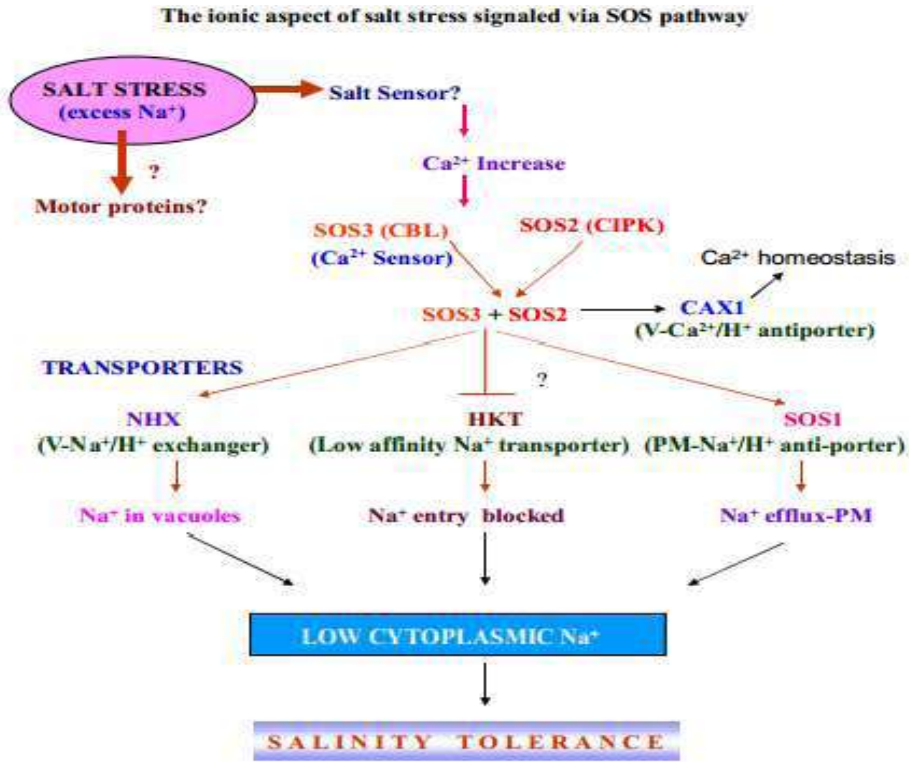 The ionic aspect of salt stress signaled via SOS pathway
SALT STRESS
(excess Na⁺)
Salt Sensor?
?
Ca²⁺ Increase
Motor proteins?
SOS3 (CBL)
(Ca²⁺ Sensor)
SOS2 (CIPK)
Ca²⁺ homeostasis
SOS3 + SOS2
CAX1
(V-Ca²⁺/H⁺ antiporter)
TRANSPORTERS
?
NHX
(V-Na⁺/H⁺ exchanger)
HKT
(Low affinity Na⁺ transporter)
SOS1
(PM-Na⁺/H⁺ anti-porter)
Na⁺ in vacuoles
Na⁺ entry blocked
Na⁺ efflux-PM
LOW CYTOPLASMIC Na⁺
SALINITY TOLERANCE